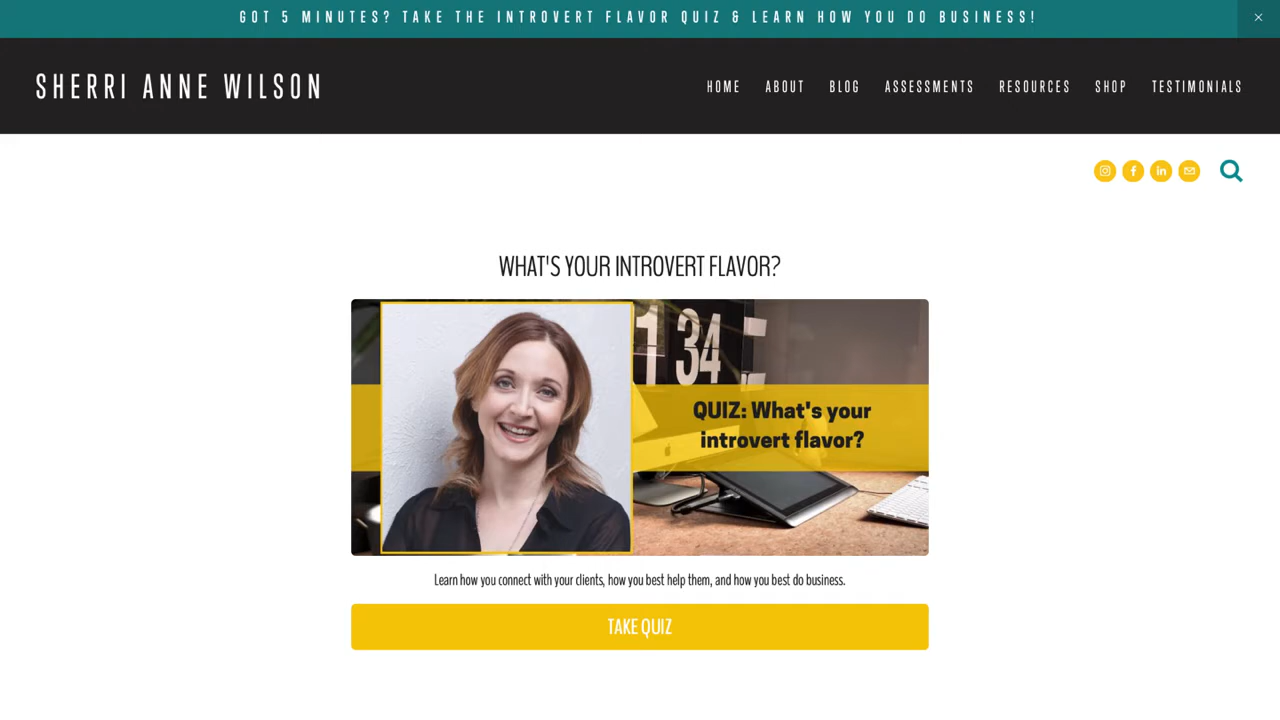 GOT 5 MINUTES? TAKE THE INTROVERT FLAVOR QUIZ & LEARN HOW YOU DO BUSINESS!
SHERRI ANNE WILSON
HOME ABOUT BLOG ASSESSMENTS RESOURCES SHOP TESTIMONIALS
WHAT'S YOUR INTROVERT FLAVOR?
1 34
QUIZ: What's your
introvert flavor?
Learn how you connect with your clients, how you best help them, and how you best do business.
TAKE QUIZ